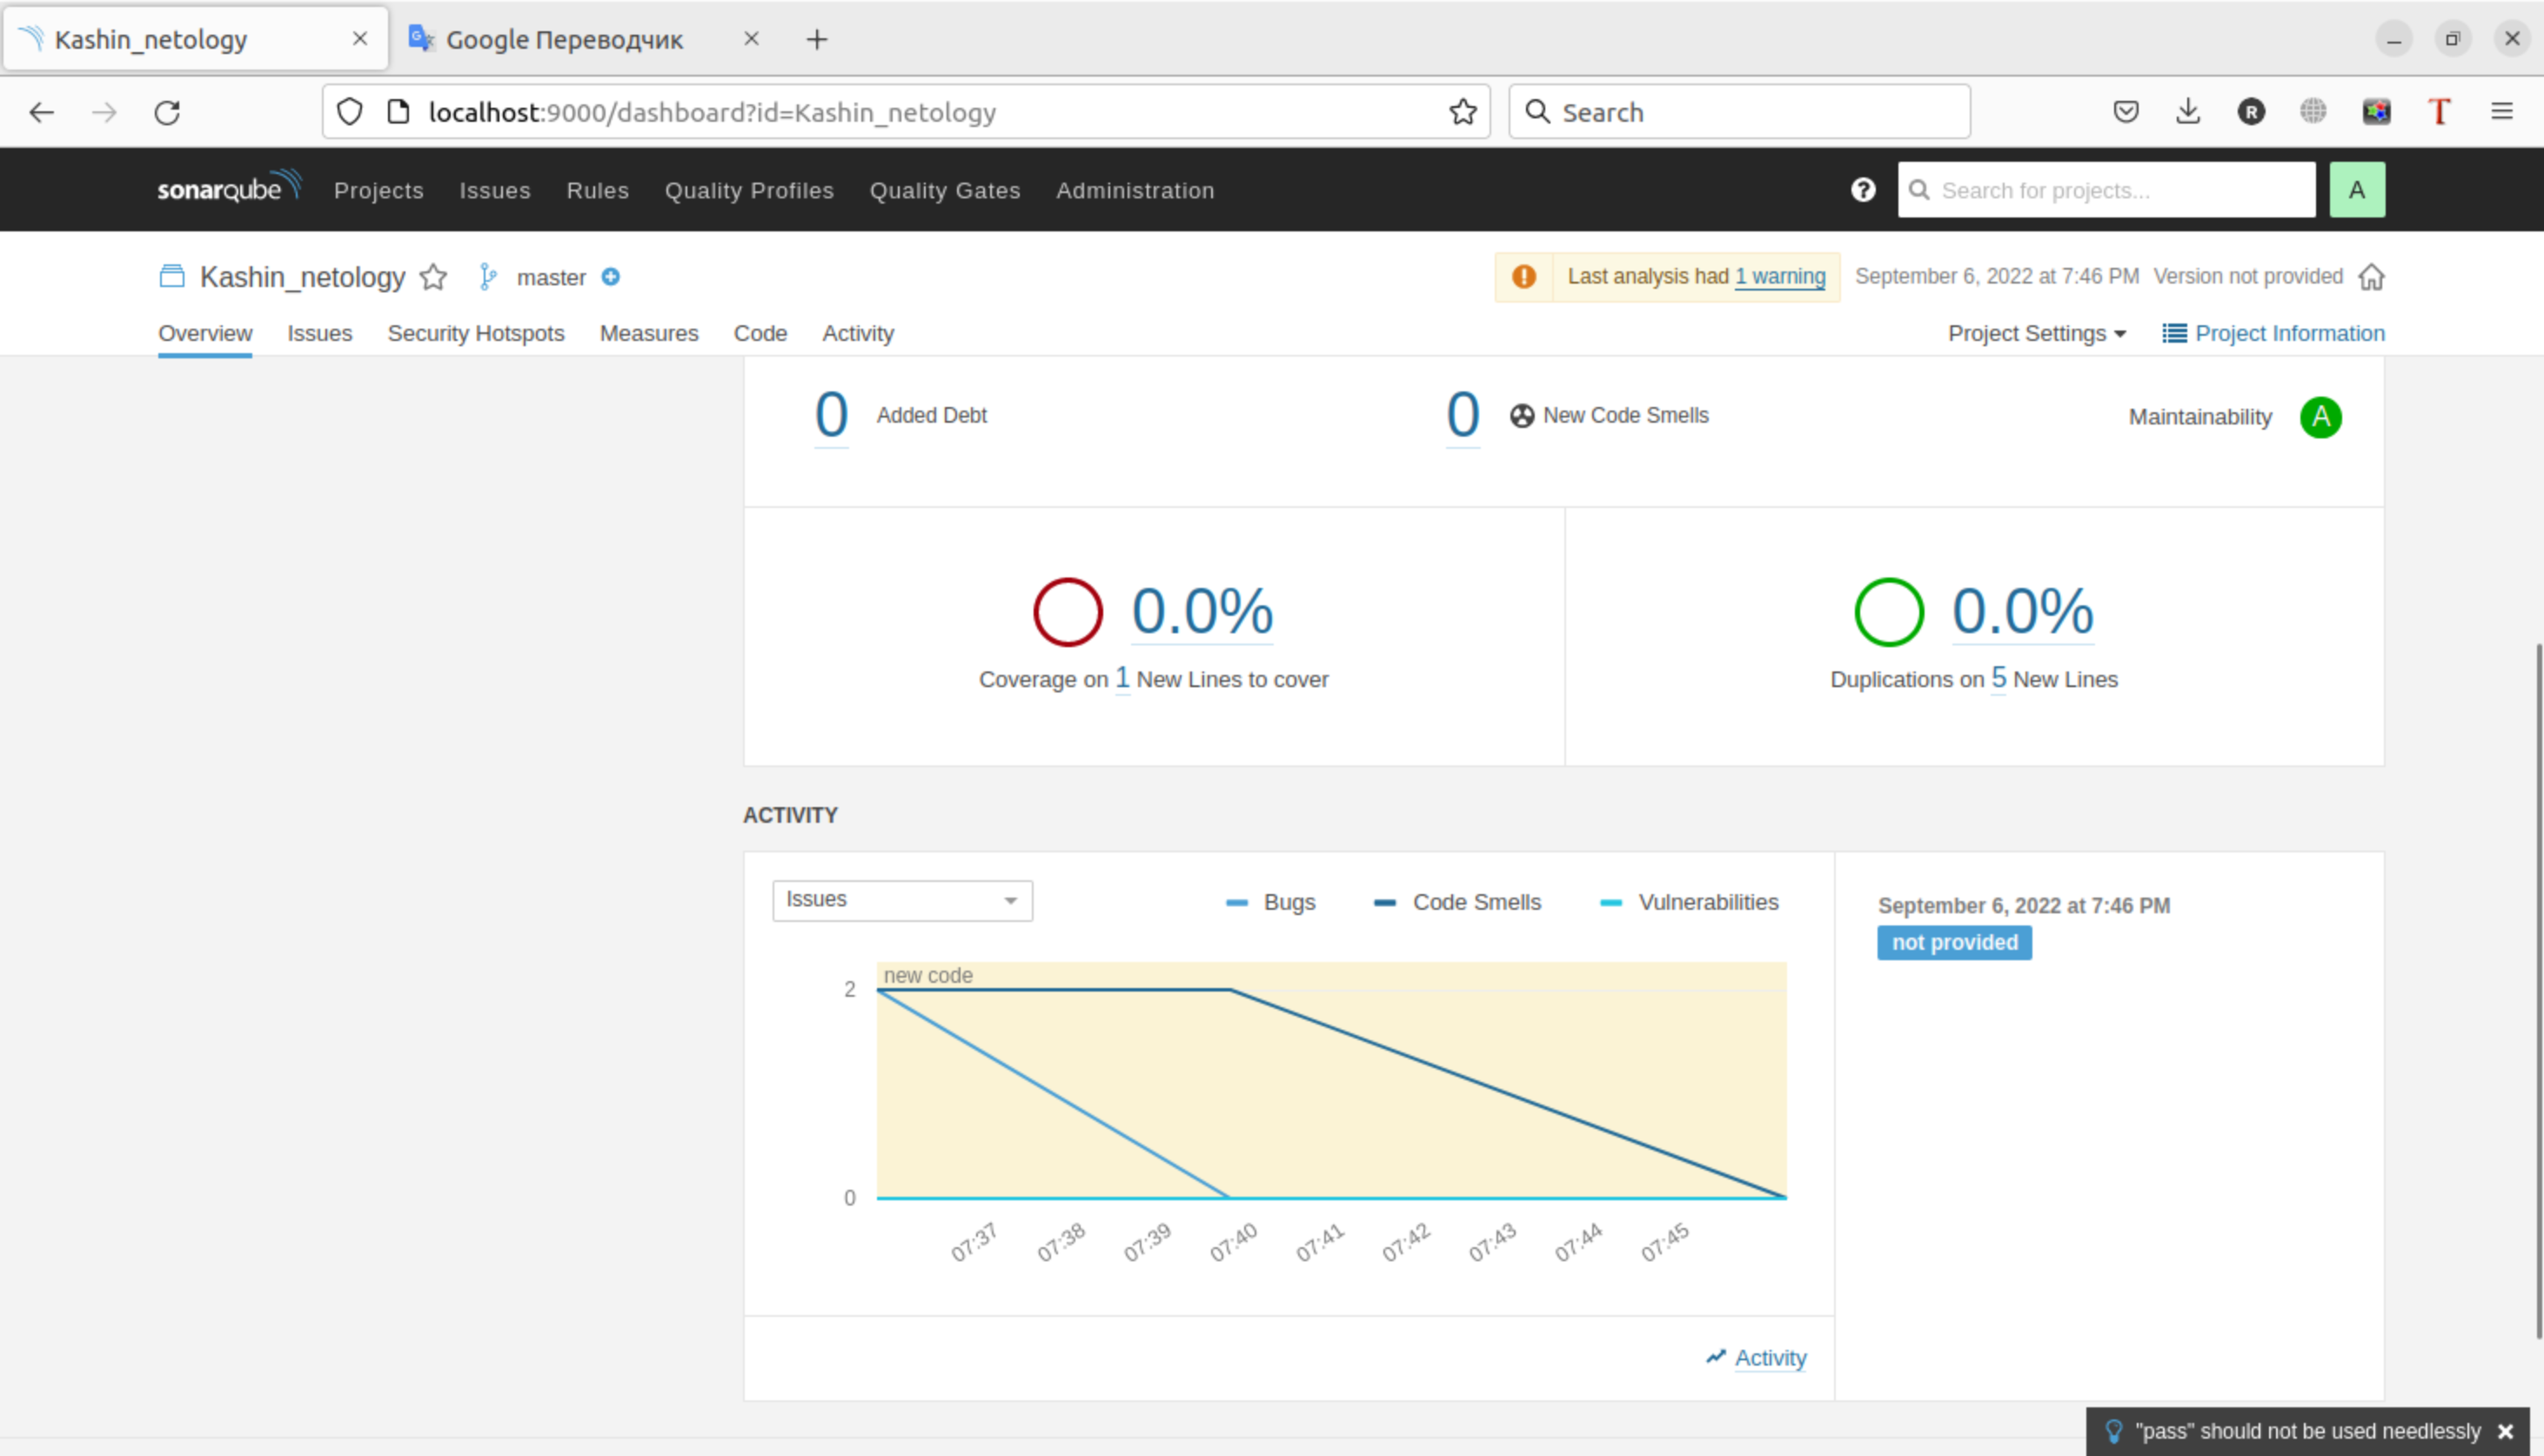 Kashin_netology
Google Переводчик
localhost:9000/dashboard?id=Kashin_netology
Search
sonarqube Projects Issues Rules Quality Profiles Quality Gates Administration
? Search for projects... A
Kashin_netology master
Last analysis had 1 warning September 6, 2022 at 7:46 PM Version not provided
Overview Issues Security Hotspots Measures Code Activity
Project Settings Project Information
0 Added Debt
0 New Code Smells
Maintainability A
0.0%
Coverage on 1 New Lines to cover
0.0%
Duplications on 5 New Lines
ACTIVITY
Issues
Bugs Code Smells Vulnerabilities
new code
2
0
07:37 07:38 07:39 07:40 07:41 07:42 07:43 07:44 07:45
Activity
September 6, 2022 at 7:46 PM
not provided
"pass" should not be used needlessly